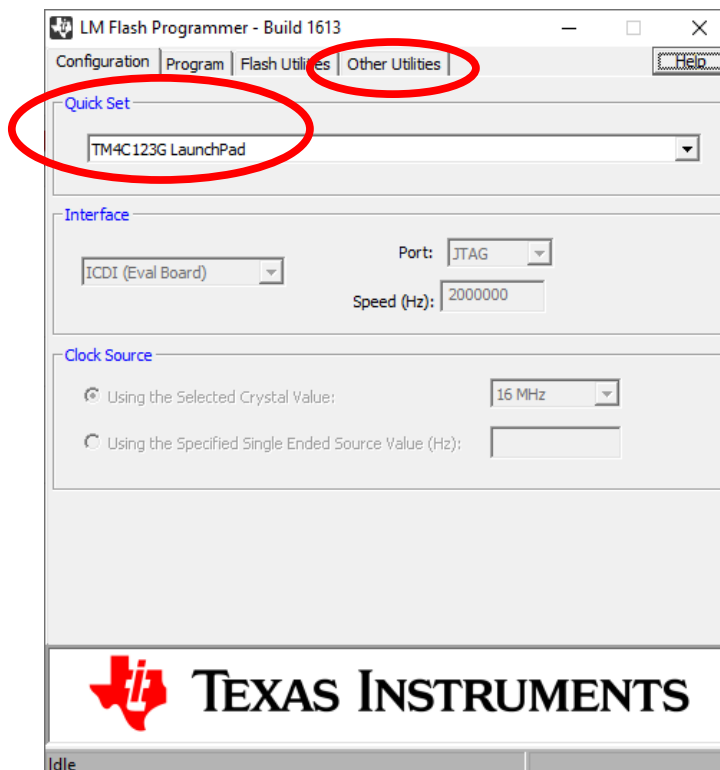 LM Flash Programmer - Build 1613
Configuration Program Flash Utilities Other Utilities Help
Quick Set
TM4C123G LaunchPad
Interface
ICDI (Eval Board)
Port: JTAG
Speed (Hz): 2000000
Clock Source
Using the Selected Crystal Value: 16 MHz
Using the Specified Single Ended Source Value (Hz):
TEXAS INSTRUMENTS
Idle